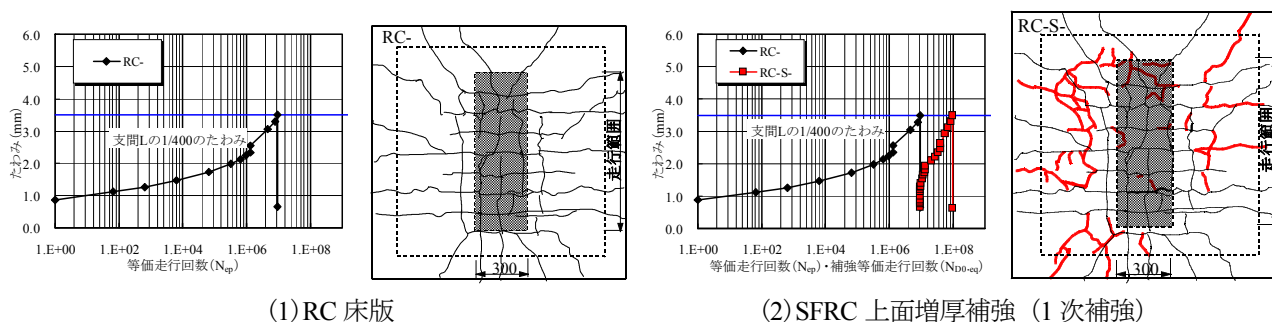 たわみ(mm)
6.0
5.0
4.0
3.0
2.0
1.0
0.0
RC-
支間Lの1/400のたわみ
1.E+00 1.E+02 1.E+04 1.E+06 1.E+08
等価走行回数(Nep)
RC-
走行範囲
300
(1)RC 床版
たわみ(mm)
6.0
5.0
4.0
3.0
2.0
1.0
0.0
RC-
RC-S-
支間Lの1/400のたわみ
1.E+00 1.E+02 1.E+04 1.E+06 1.E+08
等価走行回数(Nep)・補強等価走行回数(ND0·eq)
RC-S-
走行範囲
300
(2)SFRC 上面増厚補強（1 次補強）